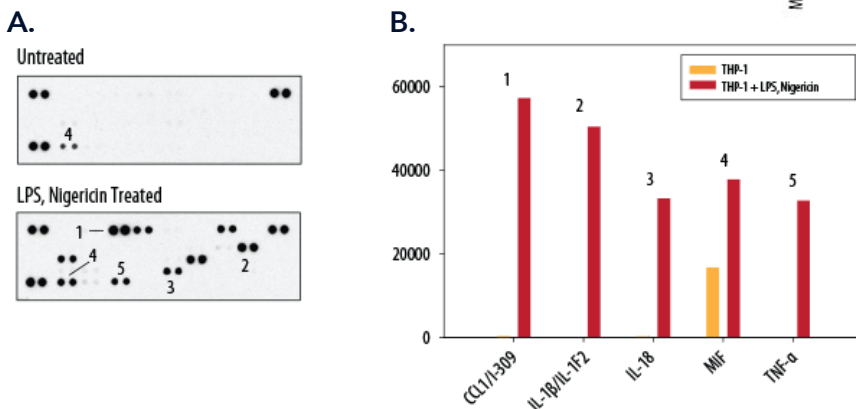 M
A.
Untreated
4
LPS, Nigericin Treated
1
4
5
2
3
B.
THP-1
THP-1 + LPS, Nigericin
60000
40000
20000
0
1
2
3
4
5
CCL1/I-309
IL-1β/IL-1F2
IL-18
MIF
TNF-α